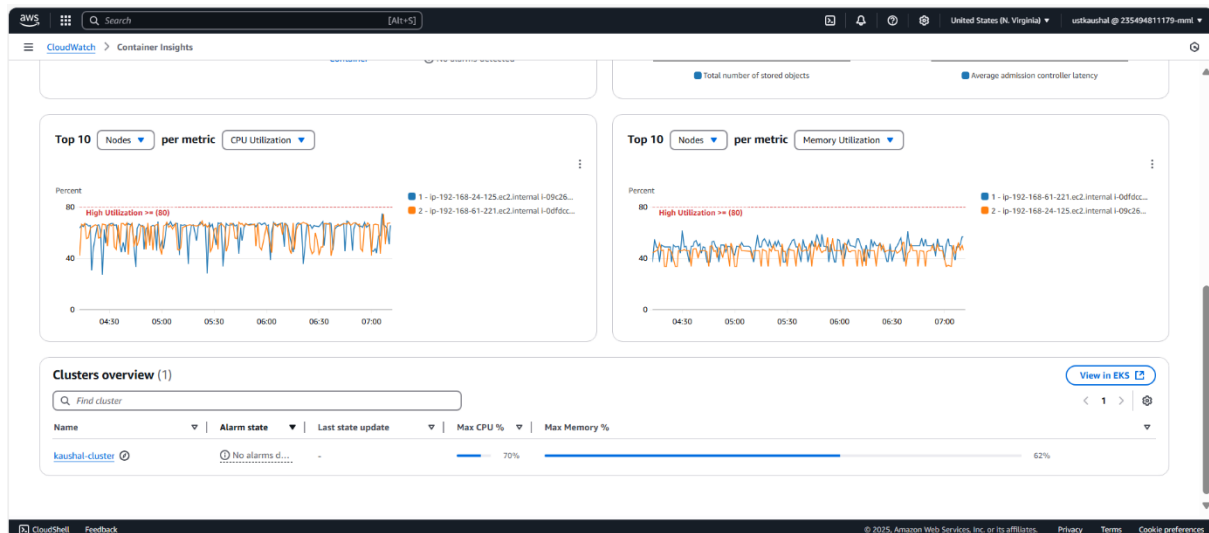 aws
Search
[Alt+S]
United States (N. Virginia)
ustkaushal @ 235494811179-mml
CloudWatch > Container Insights
Total number of stored objects
Average admission controller latency
Top 10 Nodes per metric CPU Utilization
Percent
80
High Utilization >= (80)
40
0
04:30 05:00 05:30 06:00 06:30 07:00
1 - ip-192-168-24-125.ec2.internal i-09c26...
2 - ip-192-168-61-221.ec2.internal i-0dfdcc...
Top 10 Nodes per metric Memory Utilization
Percent
80
High Utilization >= (80)
40
0
04:30 05:00 05:30 06:00 06:30 07:00
1 - ip-192-168-61-221.ec2.internal i-0dfdcc...
2 - ip-192-168-24-125.ec2.internal i-09c26...
Clusters overview (1)
View in EKS
Find cluster
1
Name Alarm state Last state update Max CPU % Max Memory %
kaushal-cluster No alarms d... - 70% 62%
CloudShell Feedback
© 2025, Amazon Web Services, Inc. or its affiliates. Privacy Terms Cookie preferences